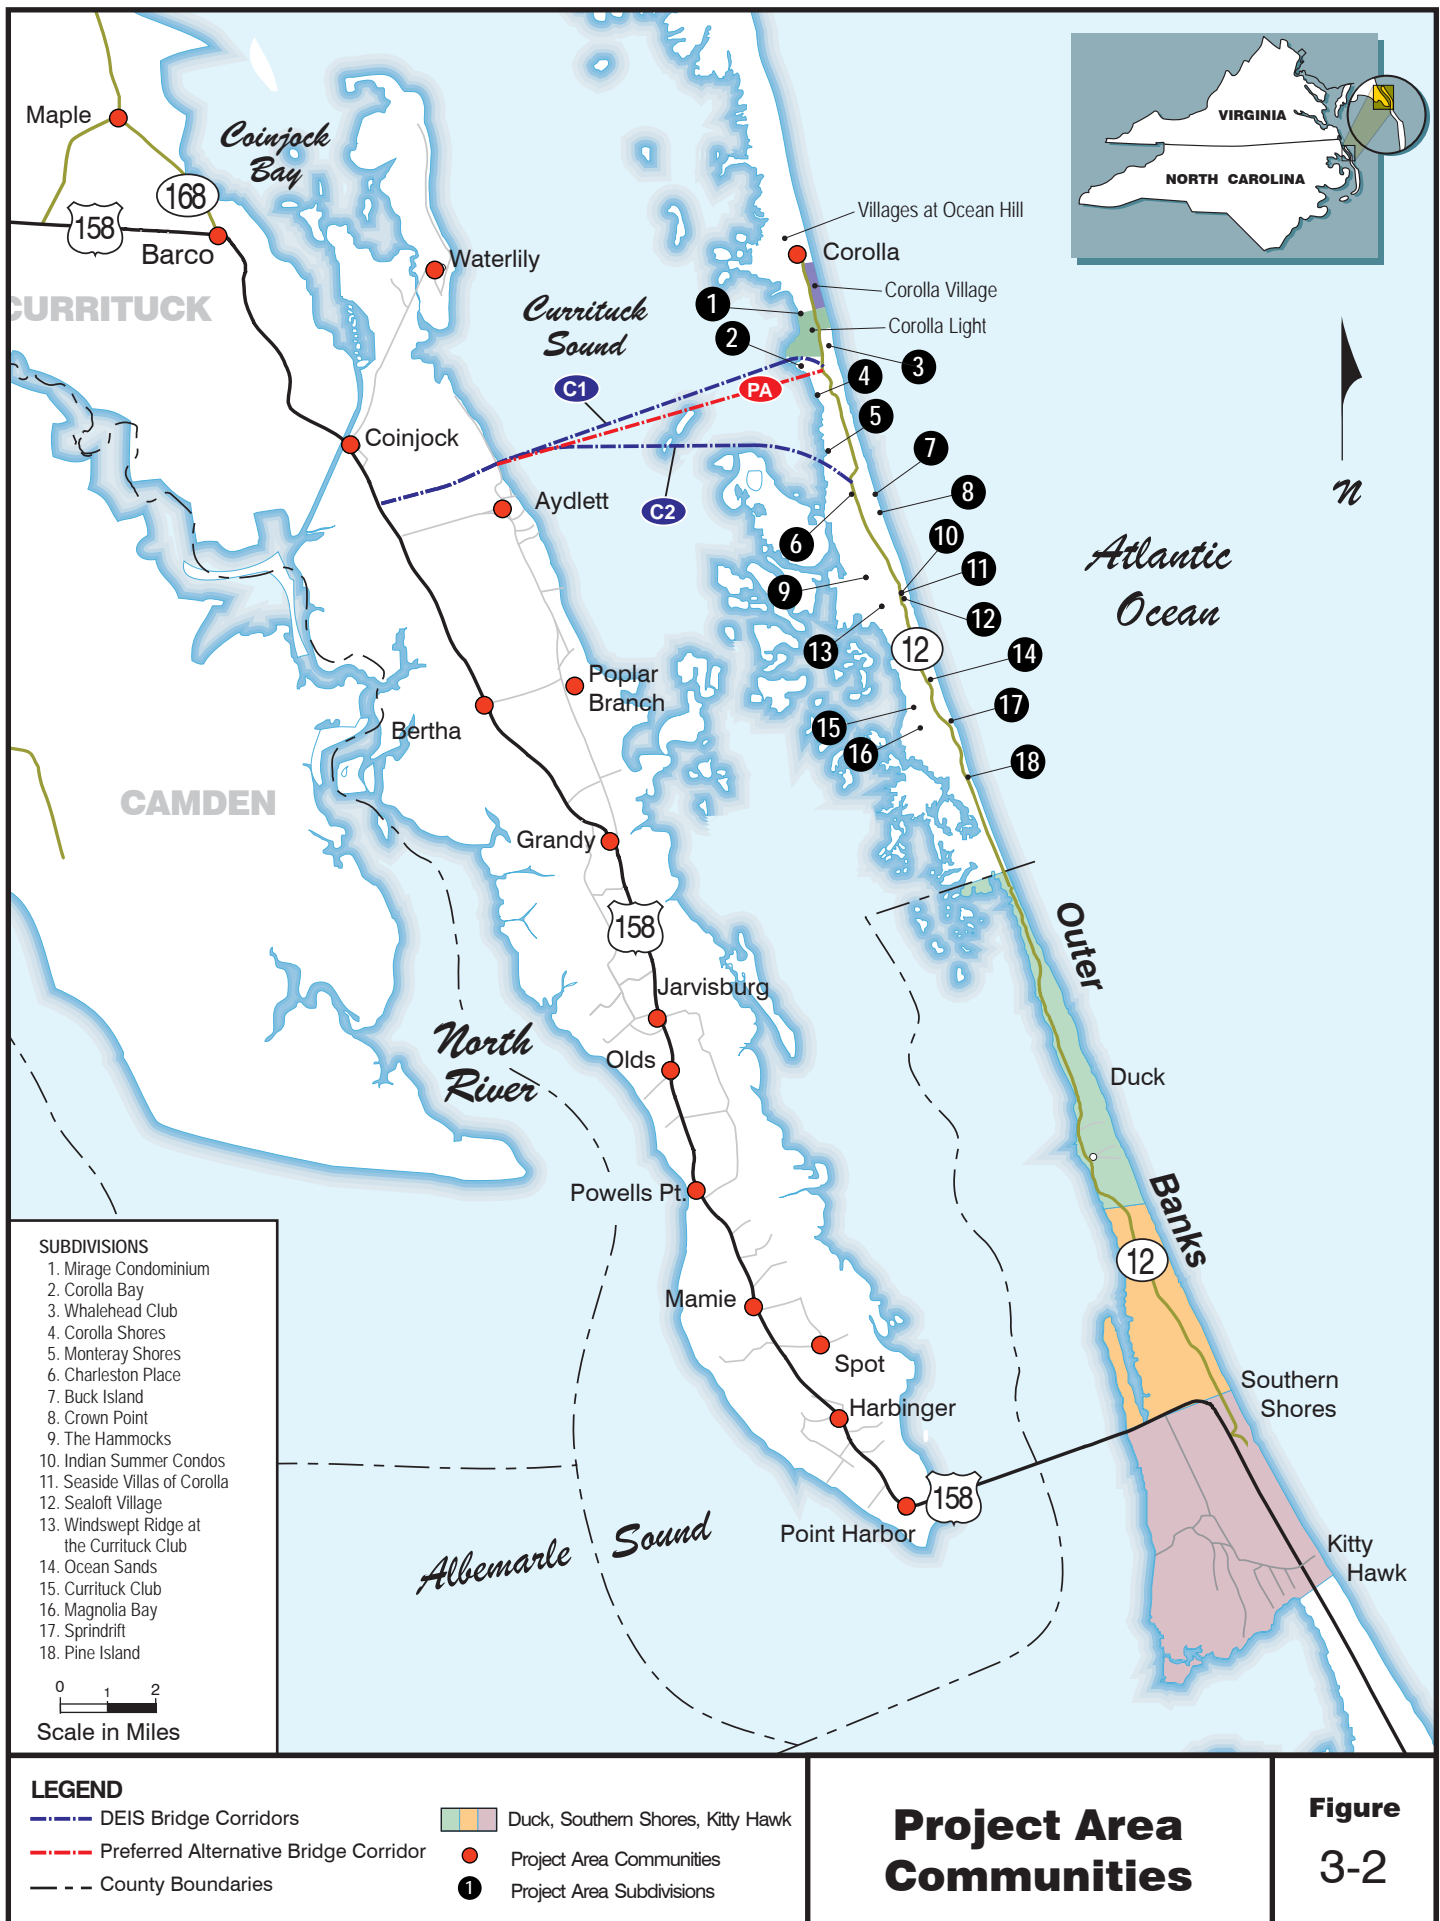 Maple
Coinjock
Bay
168
158
Barco
Waterlily
CURRITUCK
Currituck
Sound
Villages at Ocean Hill
Corolla
Corolla Village
Corolla Light
VIRGINIA
NORTH CAROLINA
1
2
3
4
5
6
7
8
9
10
11
12
13
14
15
16
17
18
C1
PA
C2
Coinjock
Aydlett
N
Atlantic
Ocean
12
Poplar
Branch
Bertha
CAMDEN
Grandy
158
Outer
Banks
Jarvisburg
North
River
Olds
Duck
Powells Pt.
12
Mamie
Spot
Southern
Shores
Harbinger
158
Point Harbor
Albemarle Sound
Kitty
Hawk
SUBDIVISIONS
1. Mirage Condominium
2. Corolla Bay
3. Whalehead Club
4. Corolla Shores
5. Monteray Shores
6. Charleston Place
7. Buck Island
8. Crown Point
9. The Hammocks
10. Indian Summer Condos
11. Seaside Villas of Corolla
12. Sealoft Village
13. Windswept Ridge at
the Currituck Club
14. Ocean Sands
15. Currituck Club
16. Magnolia Bay
17. Sprindrift
18. Pine Island
0 1 2
Scale in Miles
LEGEND
DEIS Bridge Corridors
Preferred Alternative Bridge Corridor
County Boundaries
Duck, Southern Shores, Kitty Hawk
Project Area Communities
1 Project Area Subdivisions
Project Area
Communities
Figure
3-2